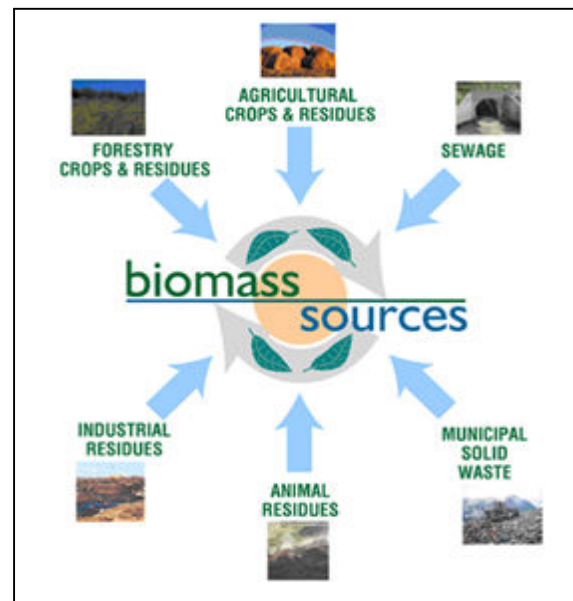 AGRICULTURAL
CROPS & RESIDUES
FORESTRY
CROPS & RESIDUES
SEWAGE
biomass
sources
INDUSTRIAL
RESIDUES
ANIMAL
RESIDUES
MUNICIPAL
SOLID
WASTE